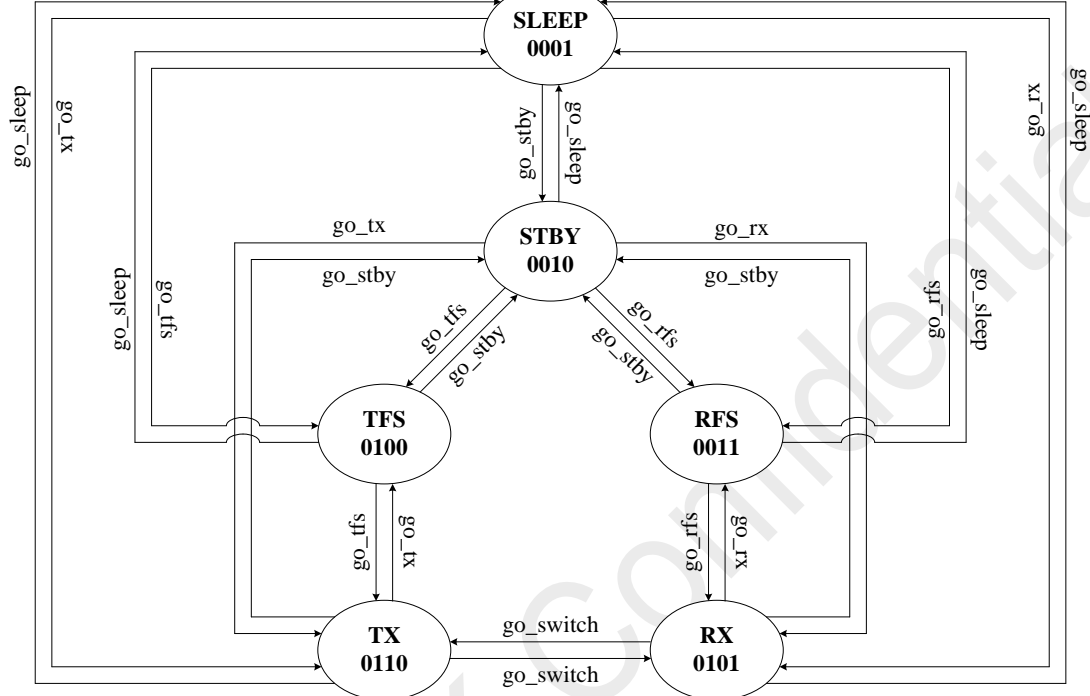 SLEEP
0001
go_sleep
go_tx
go_sleep
go_tfs
go_stby
go_sleep
go_rfs
go_sleep
go_rx
go_sleep
STBY
0010
go_tx
go_stby
go_rx
go_stby
go_tfs
go_stby
go_rfs
go_stby
TFS
0100
RFS
0011
go_tfs
go_tx
go_rfs
go_rx
TX
0110
go_switch
go_switch
RX
0101
Confidential